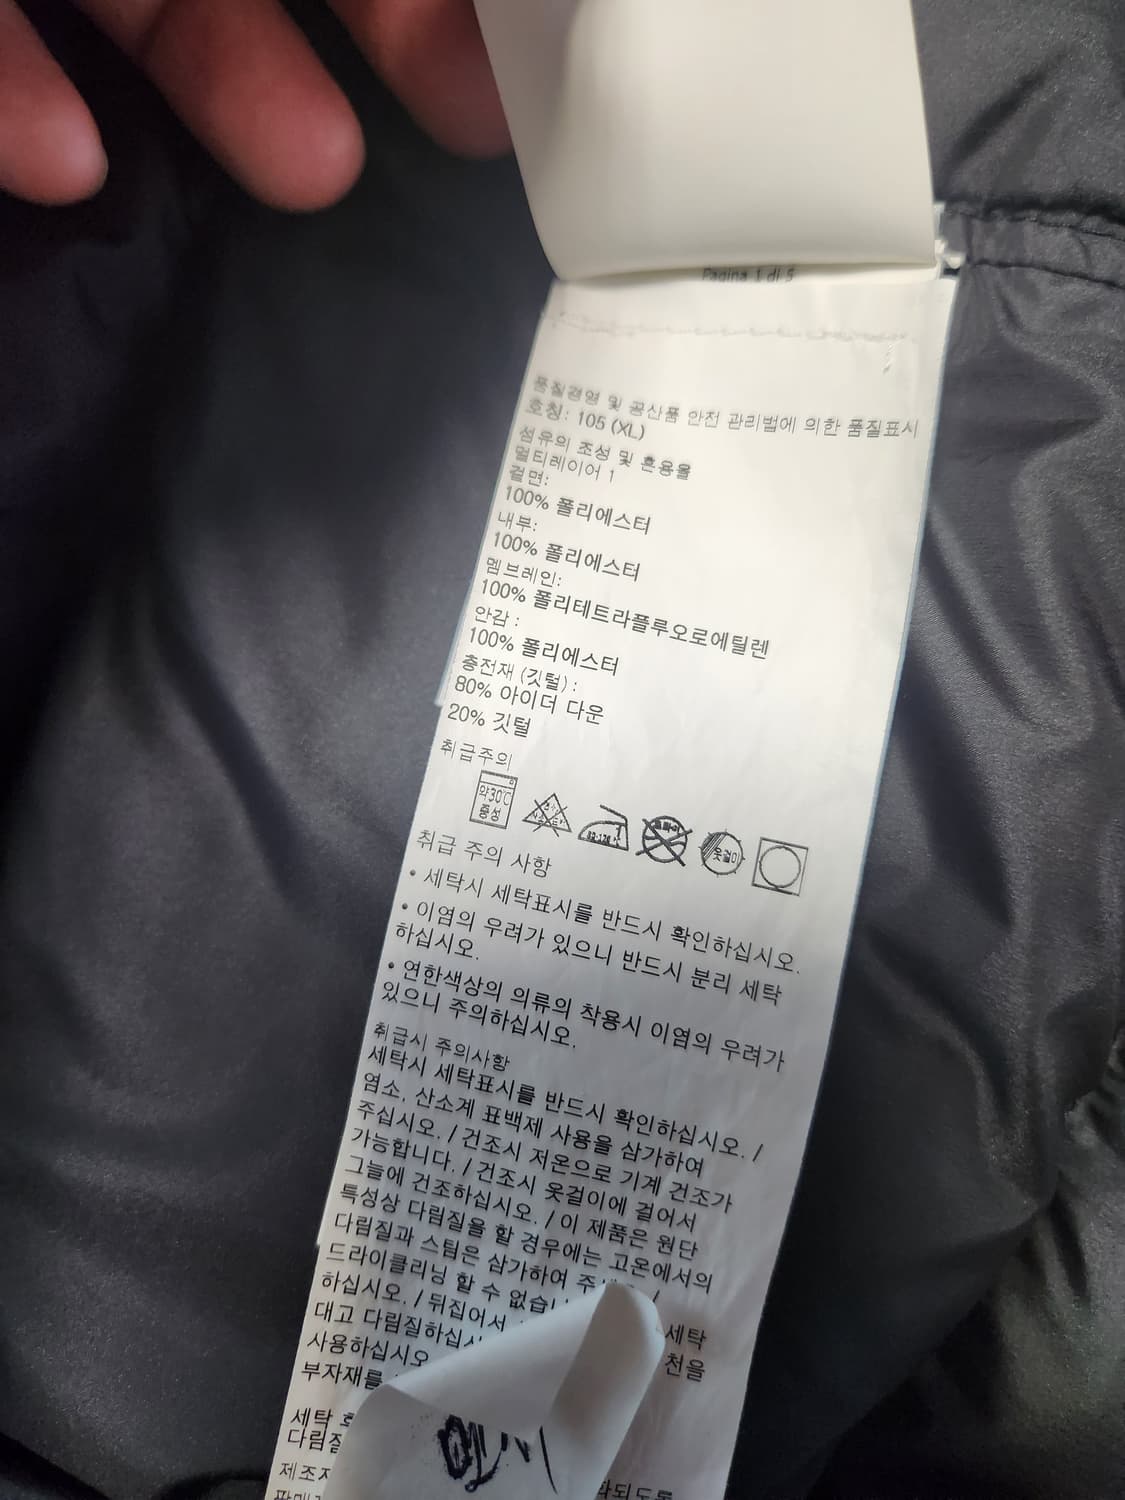 Pagina 1 di 5
품질경영 및 공산품 안전 관리법에 의한 품질표시
호칭: 105 (XL)
섬유의 조성 및 혼용율
멀티레이어 1
겉면:
100% 폴리에스터
내부:
100% 폴리에스터
멤브레인:
100% 폴리테트라플루오로에틸렌
안감 :
100% 폴리에스터
충전재 (깃털) :
80% 아이더 다운
20% 깃털
취급주의
약30℃
중성
옷걸이
취급 주의 사항
• 세탁시 세탁표시를 반드시 확인하십시오.
• 이염의 우려가 있으니 반드시 분리 세탁
하십시오.
• 연한색상의 의류의 착용시 이염의 우려가
있으니 주의하십시오.
취급시 주의사항
세탁시 세탁표시를 반드시 확인하십시오. /
염소, 산소계 표백제 사용을 삼가하여
주십시오. / 건조시 저온으로 기계 건조가
가능합니다. / 건조시 옷걸이에 걸어서
그늘에 건조하십시오. / 이 제품은 원단
특성상 다림질을 할 경우에는 고온에서의
다림질과 스팀은 삼가하여 /
드라이클리닝 할 수 세탁
하십시오. / 뒤집어서 천을
대고
사용하십시오
부자재를
세탁
제조